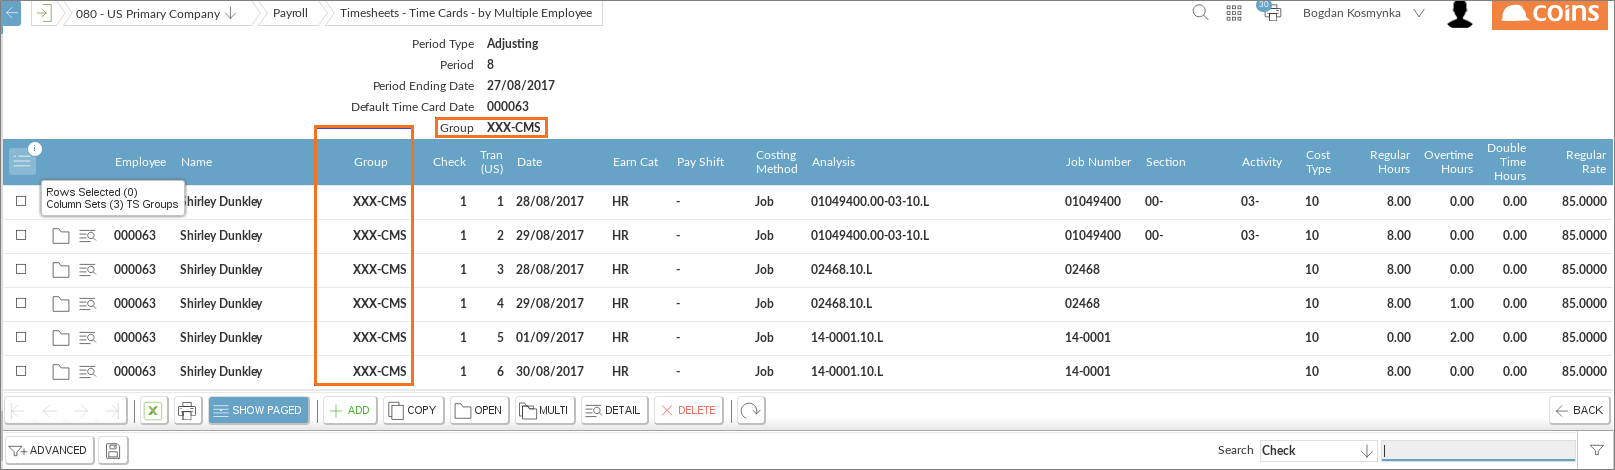 080 - US Primary Company Payroll Timesheets - Time Cards - by Multiple Employee 30 Bogdan Kosmynka coins
Period Type Adjusting
Period 8
Period Ending Date 27/08/2017
Default Time Card Date 000063
Group XXX-CMS
i Employee Name Group Check Tran (US) Date Earn Cat Pay Shift Costing Method Analysis Job Number Section Activity Cost Type Regular Hours Overtime Hours Double Time Hours Regular Rate
Rows Selected (0)
Column Sets (3) TS Groups
Shirley Dunkley XXX-CMS 1 1 28/08/2017 HR - Job 01049400.00-03-10.L 01049400 00- 03- 10 8.00 0.00 0.00 85.0000
000063 Shirley Dunkley XXX-CMS 1 2 29/08/2017 HR - Job 01049400.00-03-10.L 01049400 00- 03- 10 8.00 0.00 0.00 85.0000
000063 Shirley Dunkley XXX-CMS 1 3 28/08/2017 HR - Job 02468.10.L 02468 10 8.00 0.00 0.00 85.0000
000063 Shirley Dunkley XXX-CMS 1 4 29/08/2017 HR - Job 02468.10.L 02468 10 8.00 1.00 0.00 85.0000
000063 Shirley Dunkley XXX-CMS 1 5 01/09/2017 HR - Job 14-0001.10.L 14-0001 10 0.00 2.00 0.00 85.0000
000063 Shirley Dunkley XXX-CMS 1 6 30/08/2017 HR - Job 14-0001.10.L 14-0001 10 8.00 0.00 0.00 85.0000
SHOW PAGED ADD COPY OPEN MULTI DETAIL DELETE BACK
ADVANCED Search Check